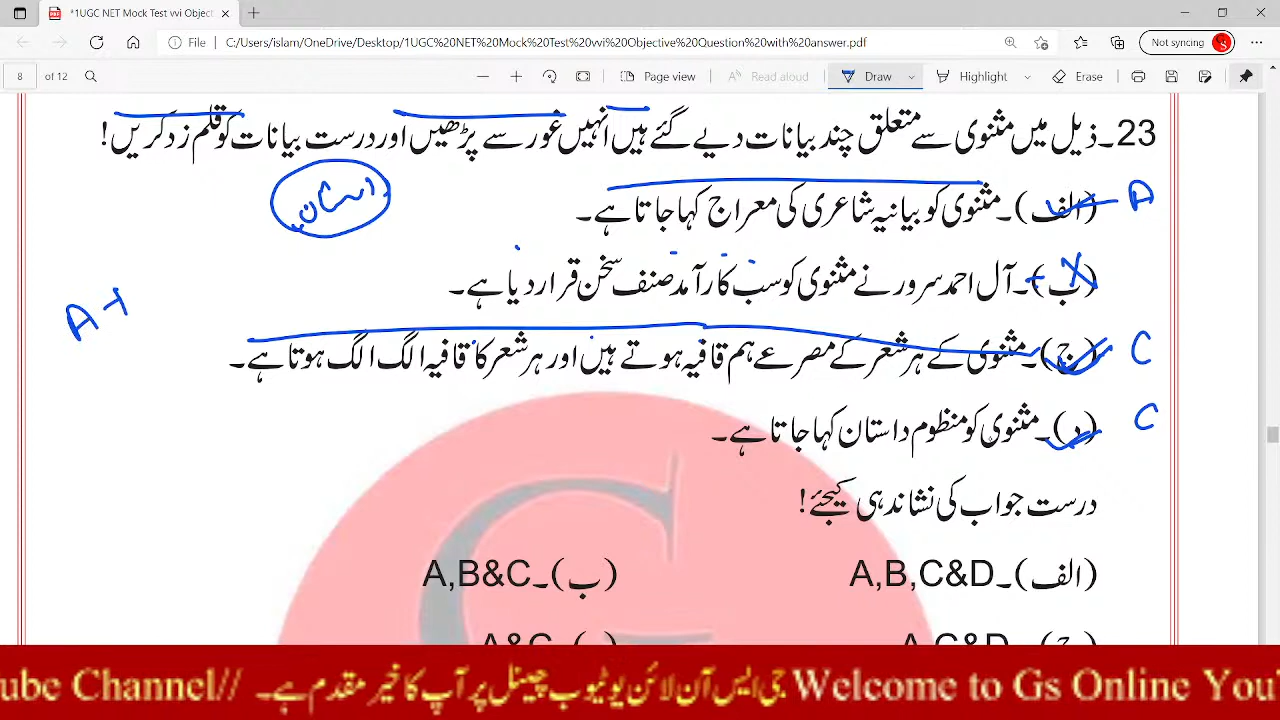 *1UGC NET Mock Test vvi Object
File C:/Users/islam/OneDrive/Desktop/1UGC%20NET%20Mock%20Test%20vvi%20Objective%20Question%20with%20answer.pdf
Not syncing
8 of 12
Page view
Read aloud
Draw
Highlight
Erase
23۔ذیل میں مثنوی سے متعلق چند بیانات دیے گئے ہیں انہیں غور سے پڑھیں اور درست بیانات کو قلم زد کریں!
(الف)۔مثنوی کو بیانیہ شاعری کی معراج کہا جاتا ہے۔ A
(ب)۔آل احمد سرور نے مثنوی کو سب کار آمد صنف سخن قرار دیا ہے۔
(ج)۔مثنوی کے ہر شعر کے مصرعے ہم قافیہ ہوتے ہیں اور ہر شعر کا قافیہ الگ الگ ہوتا ہے۔ C
(د)۔مثنوی کو منظوم داستان کہا جاتا ہے۔ C
درست جواب کی نشاندہی کیجئے!
(الف)۔A,B,C&D (ب)۔A,B&C
ube Channel// جی ایس آن لائن یوٹیوب چینل پر آپ کا خیر مقدم ہے۔ Welcome to Gs Online You